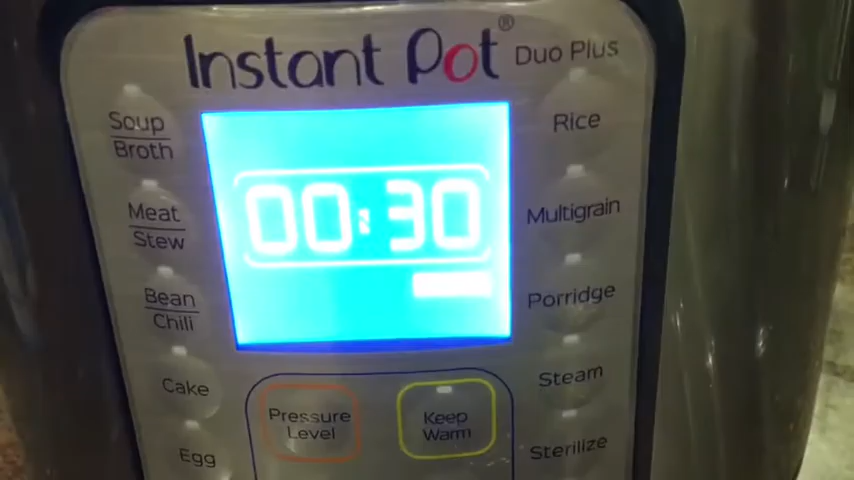 Instant Pot® Duo Plus
Soup
Broth
Rice
00:30
Meat
Stew
Multigrain
Bean
Chili
Porridge
Cake
Steam
Pressure
Level
Keep
Warm
Egg
Sterilize